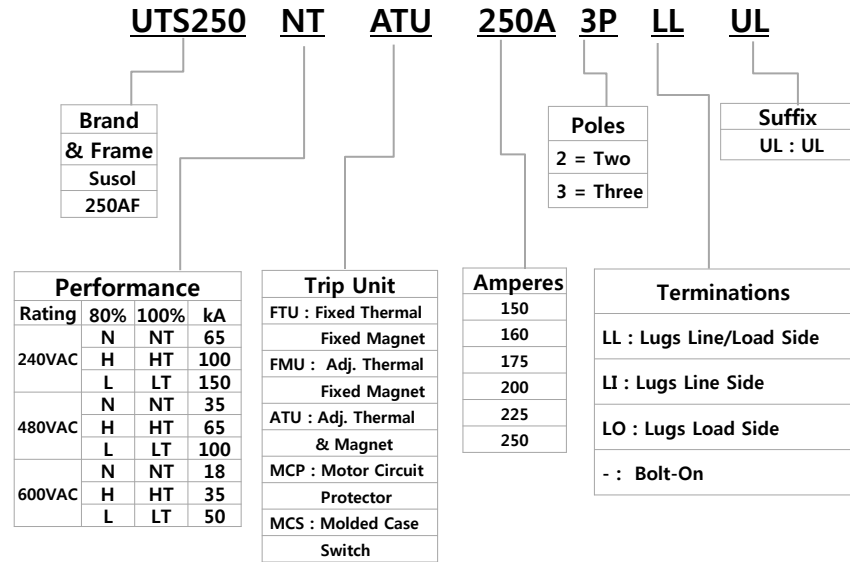 UTS250 NT ATU 250A 3P LL UL
Brand
& Frame
Susol
250AF
Poles
2 = Two
3 = Three
Suffix
UL : UL
Performance
Rating 80% 100% kA
240VAC
N NT 65
H HT 100
L LT 150
480VAC
N NT 35
H HT 65
L LT 100
600VAC
N NT 18
H HT 35
L LT 50
Trip Unit
FTU : Fixed Thermal
Fixed Magnet
FMU : Adj. Thermal
Fixed Magnet
ATU : Adj. Thermal
& Magnet
MCP : Motor Circuit
Protector
MCS : Molded Case
Switch
Amperes
150
160
175
200
225
250
Terminations
LL : Lugs Line/Load Side
LI : Lugs Line Side
LO : Lugs Load Side
- : Bolt-On